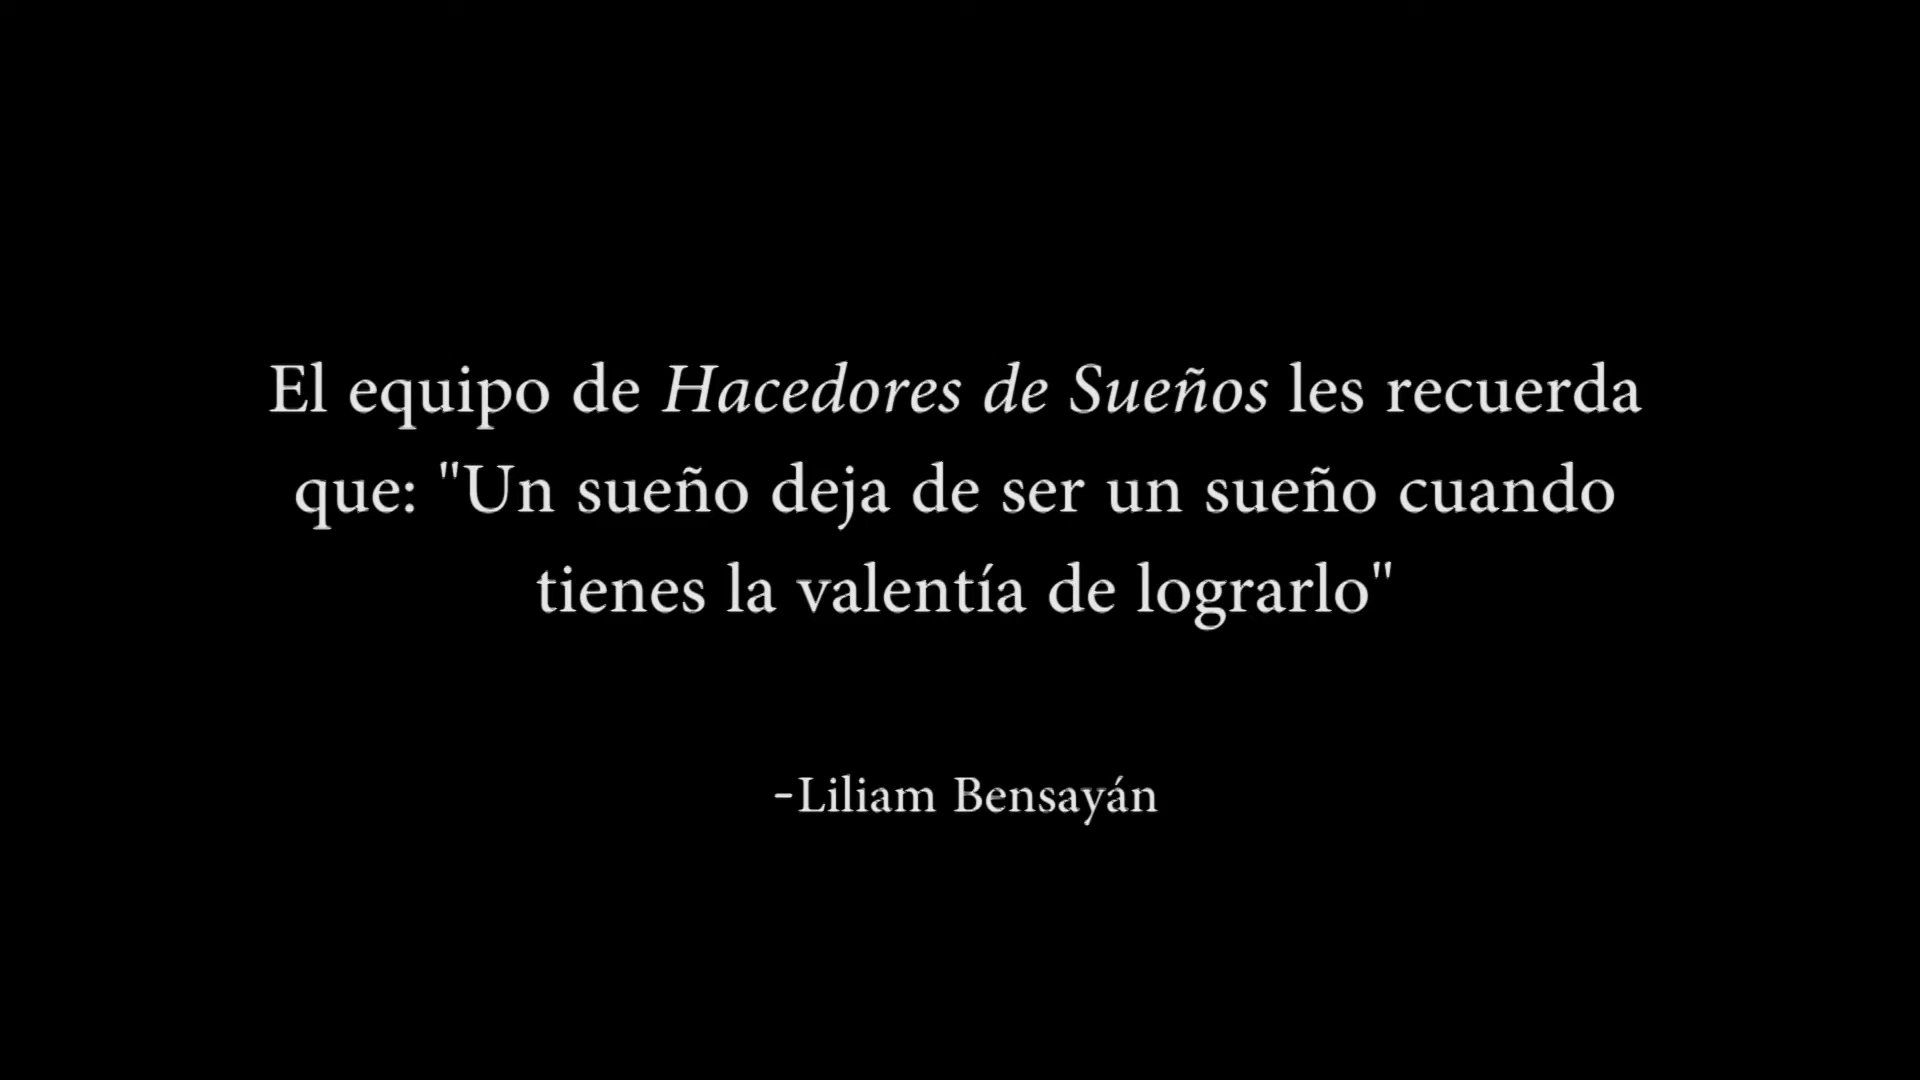 El equipo de Hacedores de Sueños les recuerda
que: "Un sueño deja de ser un sueño cuando
tienes la valentía de lograrlo"
-Liliam Bensayán